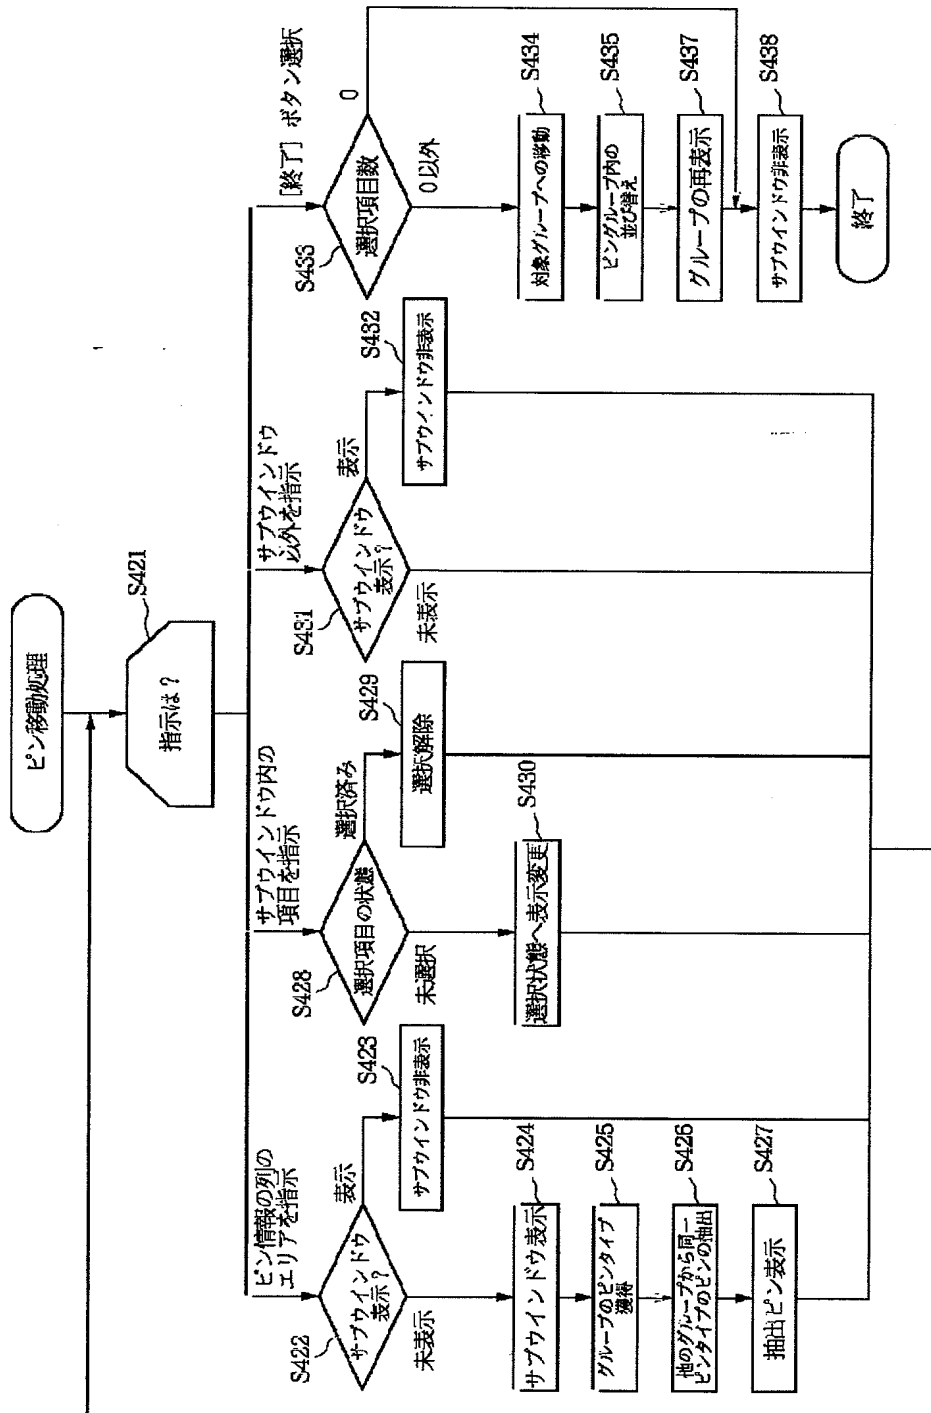 ピン移動処理
S421
指示は？
ピン情報の列の
エリアを指示
S422
サブウインドウ
表示？
表示
未表示
S423
サブウインドウ非表示
S424
サブウインドウ表示
S425
グループのピンタイプ
獲得
S426
他のグループから同一
ピンタイプのピンの抽出
S427
抽出ピン表示
サブウインドウ内の
項目を指示
S428
選択項目の状態
選択済み
未選択
S429
選択解除
S430
選択状態へ表示変更
サブウインドウ
以外を指示
S431
サブウインドウ
表示？
表示
未表示
S432
サブウインドウ非表示
[終了] ボタン選択
S433
選択項目数
0
0以外
S434
対象グループへの移動
S435
ピングループ内の
並び替え
S437
グループの再表示
S438
サブウインドウ非表示
終了